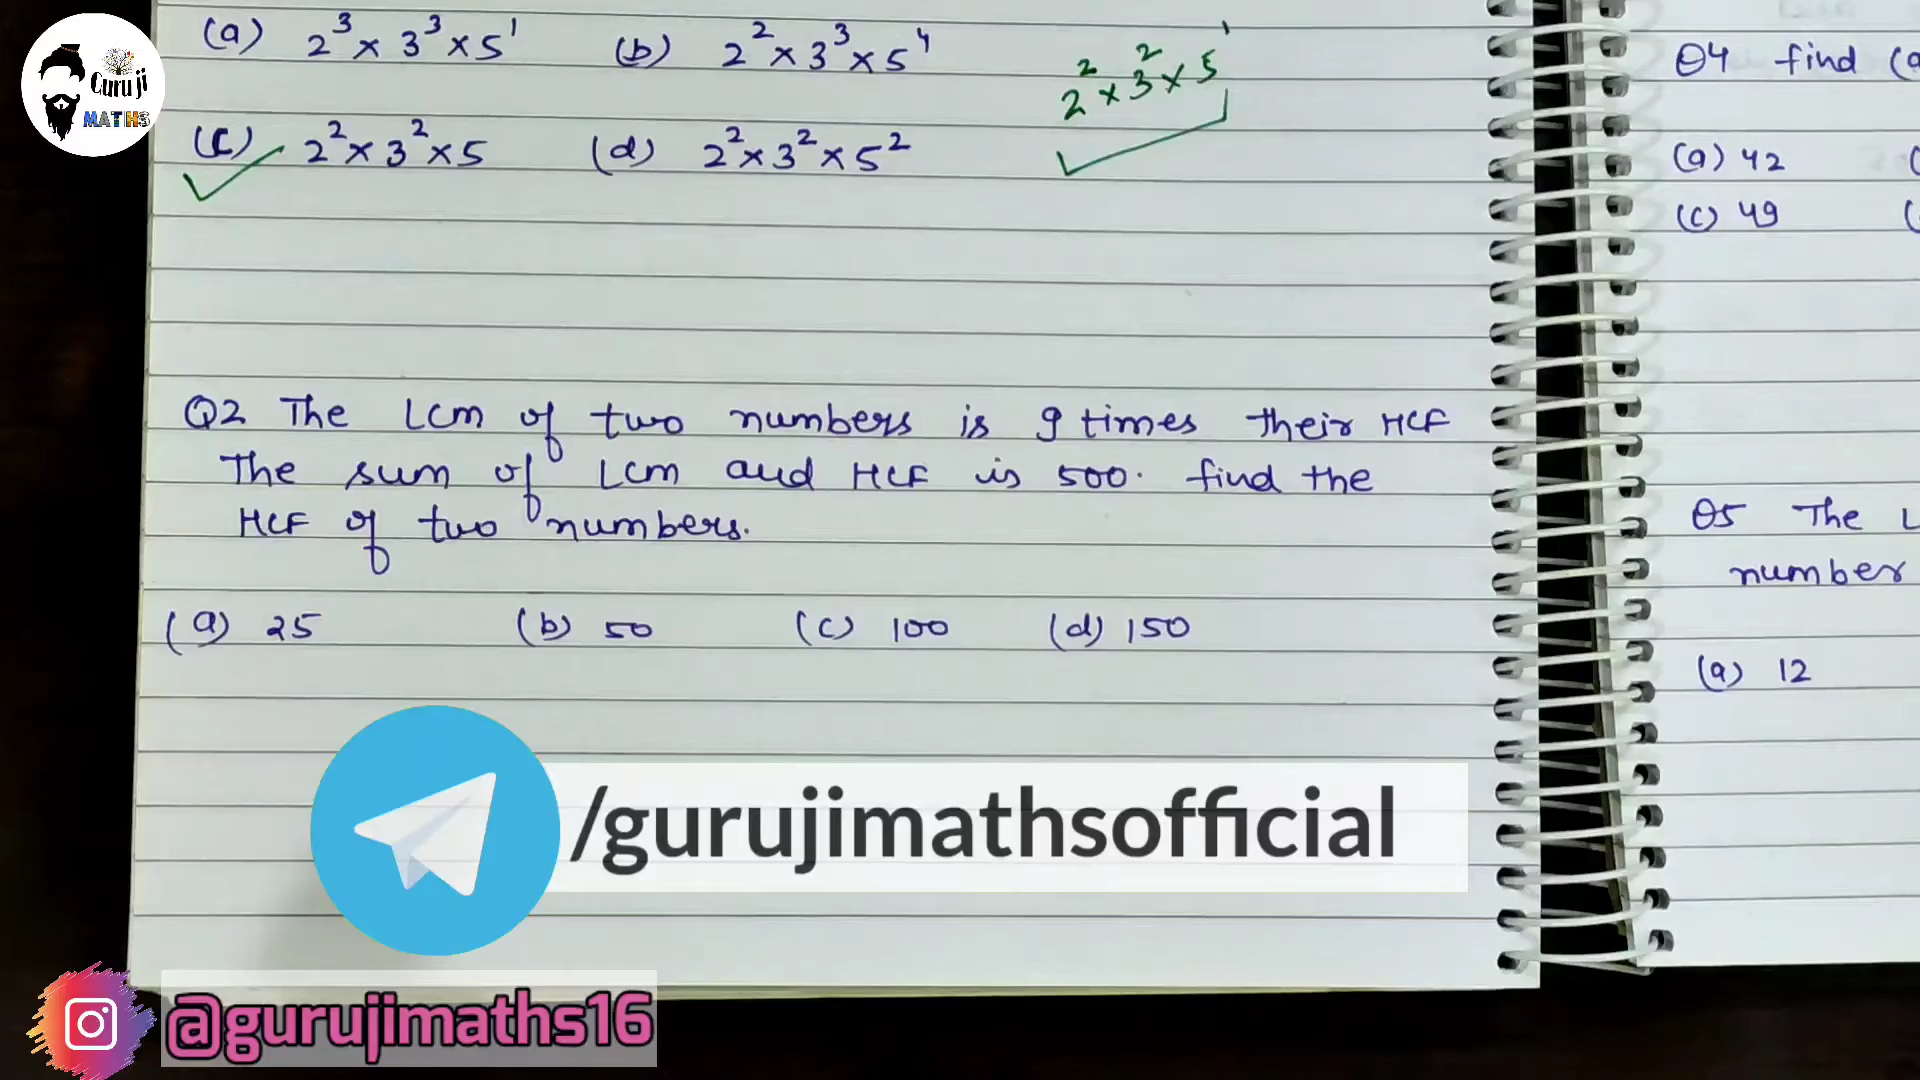 Guru ji
MATHS
(a) 2³ × 3³ × 5¹ (b) 2² × 3³ × 5⁴
2² × 3² × 5¹
(c) 2² × 3² × 5 (d) 2² × 3² × 5²
Q2 The LCM of two numbers is 9 times their HCF
The sum of LCM and HCF is 500. find the
HCF of two numbers.
(a) 25 (b) 50 (c) 100 (d) 150
/gurujimathsofficial
@gurujimaths16
Q4 find
(a) 42
(c) 49
Q5 The L
number
(a) 12